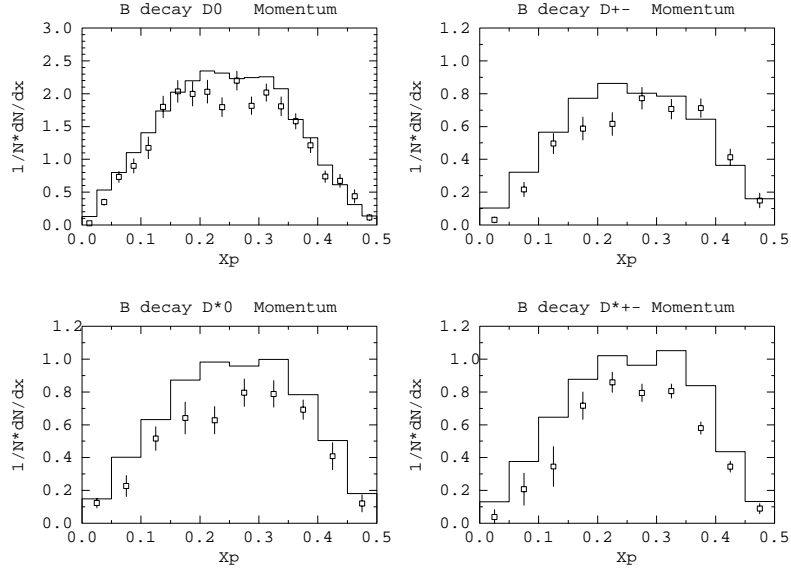 B decay D0   Momentum
3.0
2.5
2.0
1.5
1.0
0.5
0.0
1/N*dN/dx
0.0 0.1 0.2 0.3 0.4 0.5
Xp
B decay D+-  Momentum
1.2
1.0
0.8
0.6
0.4
0.2
0.0
1/N*dN/dx
0.0 0.1 0.2 0.3 0.4 0.5
Xp
B decay D*0  Momentum
1.2
1.0
0.8
0.6
0.4
0.2
0.0
1/N*dN/dx
0.0 0.1 0.2 0.3 0.4 0.5
Xp
B decay D*+- Momentum
1.2
1.0
0.8
0.6
0.4
0.2
0.0
1/N*dN/dx
0.0 0.1 0.2 0.3 0.4 0.5
Xp